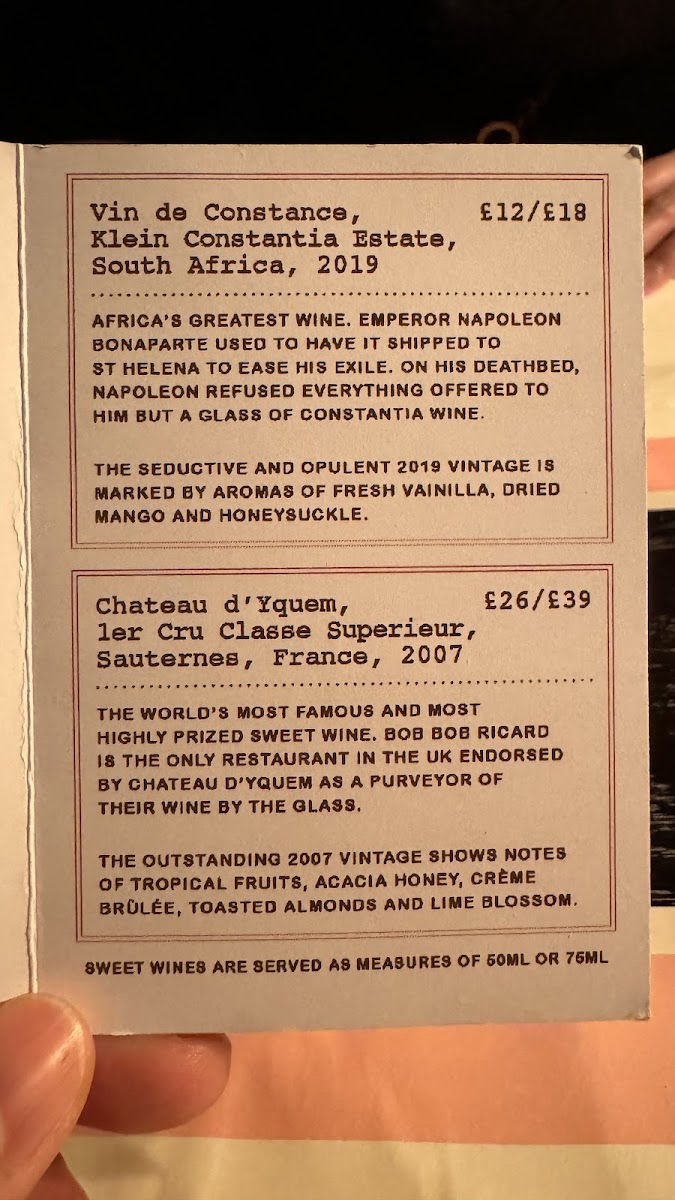 Vin de Constance, £12/£18
Klein Constantia Estate,
South Africa, 2019
AFRICA'S GREATEST WINE. EMPEROR NAPOLEON
BONAPARTE USED TO HAVE IT SHIPPED TO
ST HELENA TO EASE HIS EXILE. ON HIS DEATHBED,
NAPOLEON REFUSED EVERYTHING OFFERED TO
HIM BUT A GLASS OF CONSTANTIA WINE.
THE SEDUCTIVE AND OPULENT 2019 VINTAGE IS
MARKED BY AROMAS OF FRESH VAINILLA, DRIED
MANGO AND HONEYSUCKLE.
Chateau d'Yquem, £26/£39
1er Cru Classe Superieur,
Sauternes, France, 2007
THE WORLD'S MOST FAMOUS AND MOST
HIGHLY PRIZED SWEET WINE. BOB BOB RICARD
IS THE ONLY RESTAURANT IN THE UK ENDORSED
BY CHATEAU D'YQUEM AS A PURVEYOR OF
THEIR WINE BY THE GLASS.
THE OUTSTANDING 2007 VINTAGE SHOWS NOTES
OF TROPICAL FRUITS, ACACIA HONEY, CRÈME
BRÛLÉE, TOASTED ALMONDS AND LIME BLOSSOM.
SWEET WINES ARE SERVED AS MEASURES OF 50ML OR 75ML